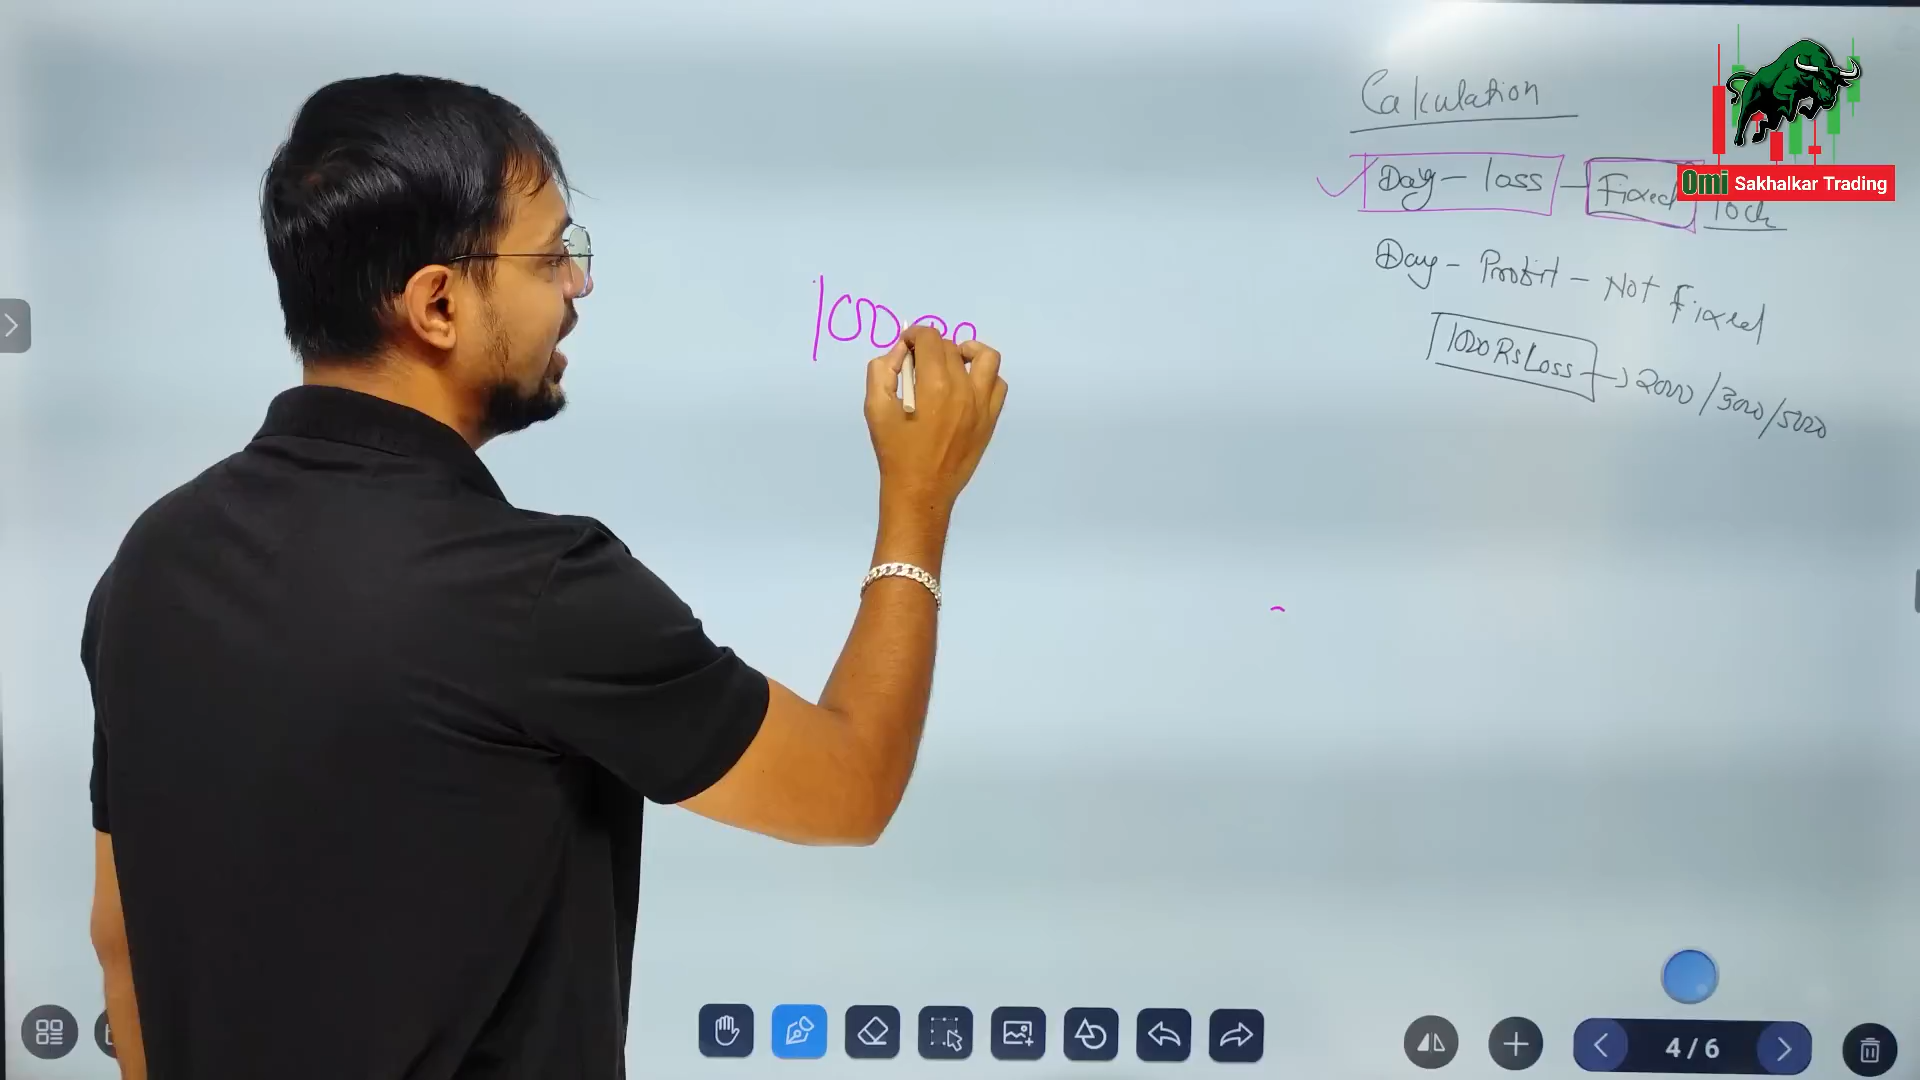 Calculation
Day - loss - Fixed
lock
Day - Profit - Not Fixed
1000 Rs Loss → 2000 / 3000 / 5000
Omi Sakhalkar Trading
4 / 6